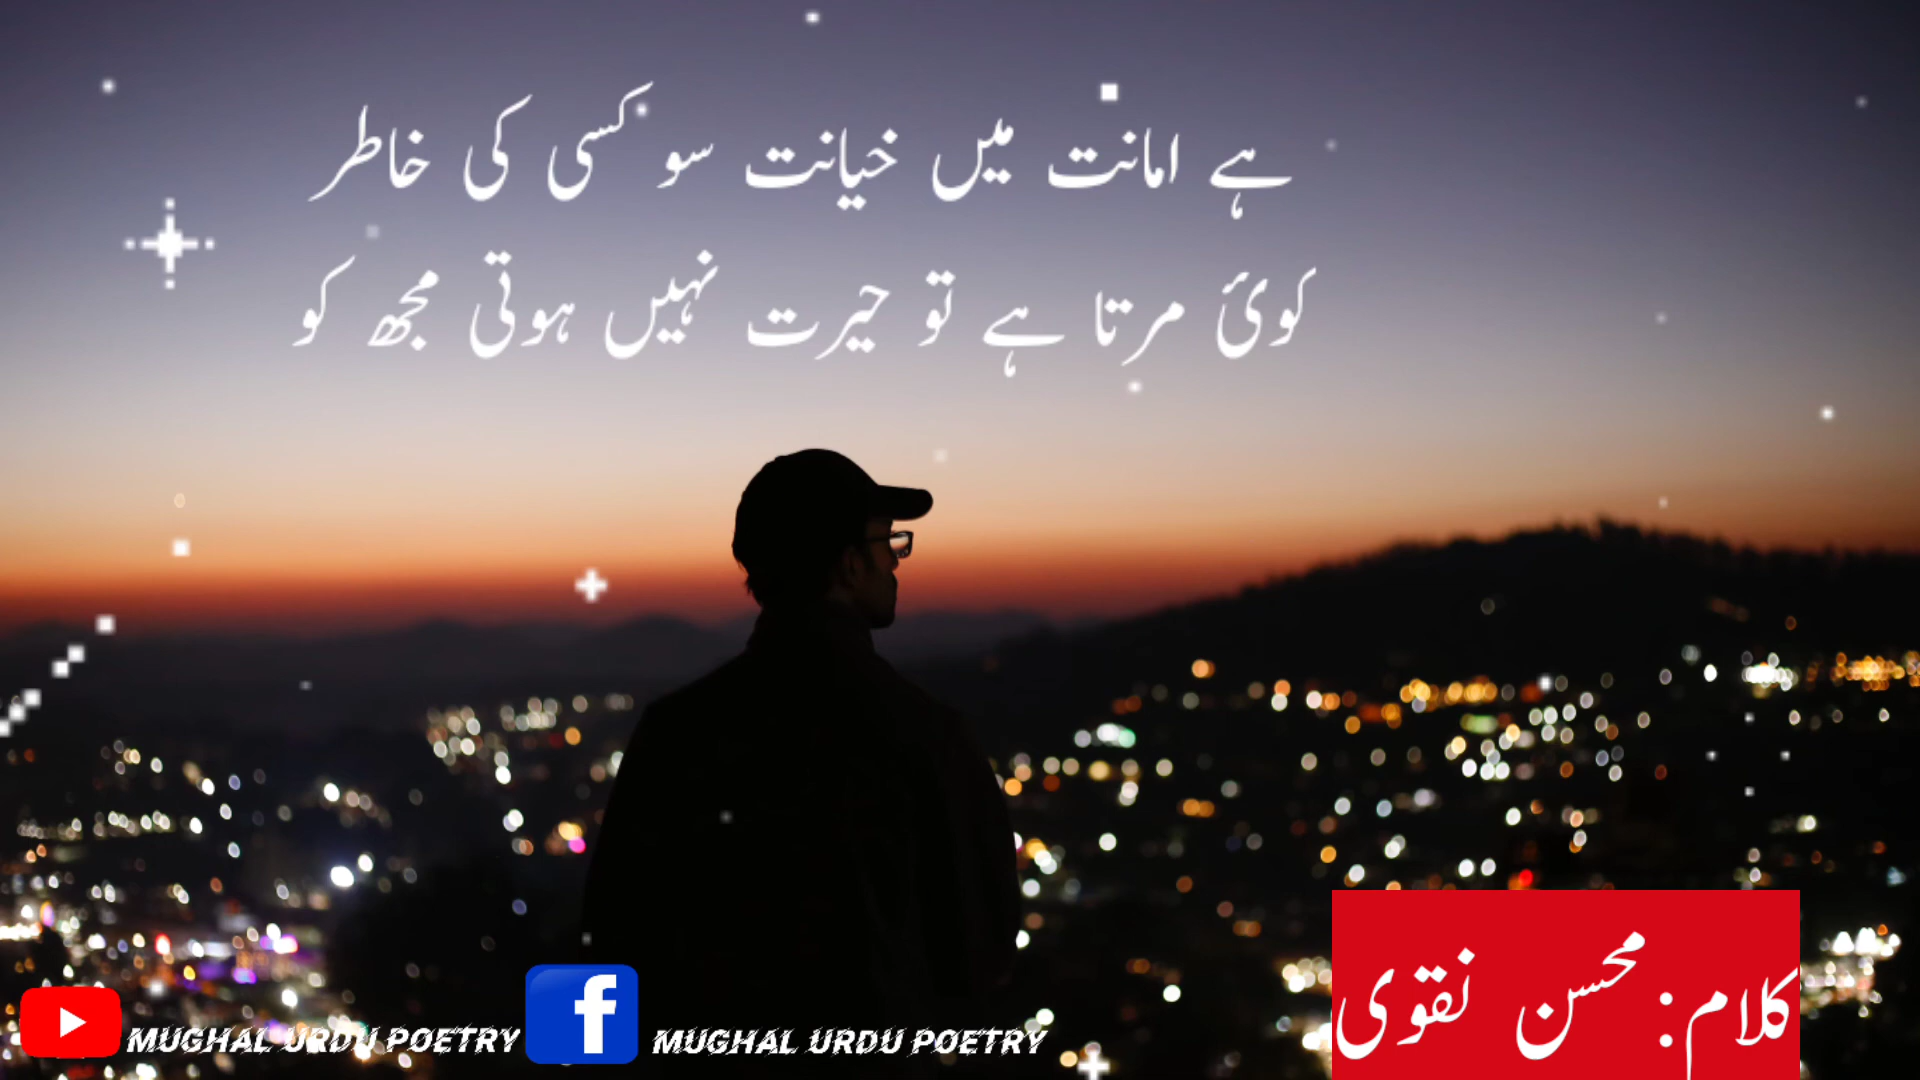 ہے امانت میں خیانت سو کسی کی خاطر
کوئ مرتا ہے تو حیرت نہیں ہوتی مجھ کو
کلام: محسن نقوی
MUGHAL URDU POETRY
MUGHAL URDU POETRY